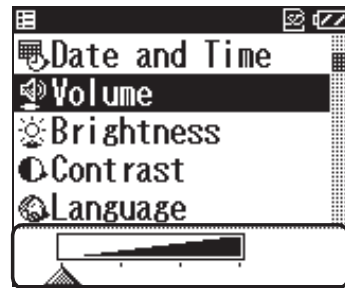 Date and Time
Volume
Brightness
Contrast
Language